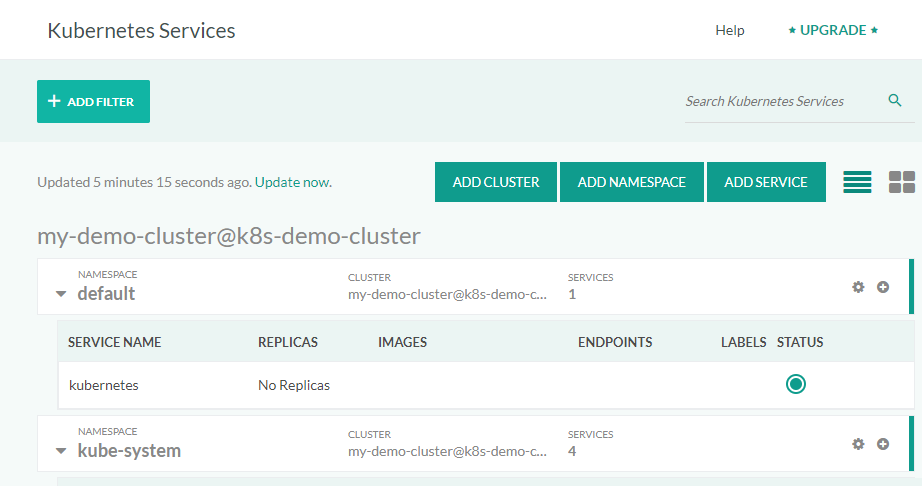 Kubernetes Services
Help
★ UPGRADE ★
+ ADD FILTER
Search Kubernetes Services
Updated 5 minutes 15 seconds ago. Update now.
ADD CLUSTER
ADD NAMESPACE
ADD SERVICE
my-demo-cluster@k8s-demo-cluster
NAMESPACE CLUSTER SERVICES
default my-demo-cluster@k8s-demo-c... 1
SERVICE NAME REPLICAS IMAGES ENDPOINTS LABELS STATUS
kubernetes No Replicas
NAMESPACE CLUSTER SERVICES
kube-system my-demo-cluster@k8s-demo-c... 4